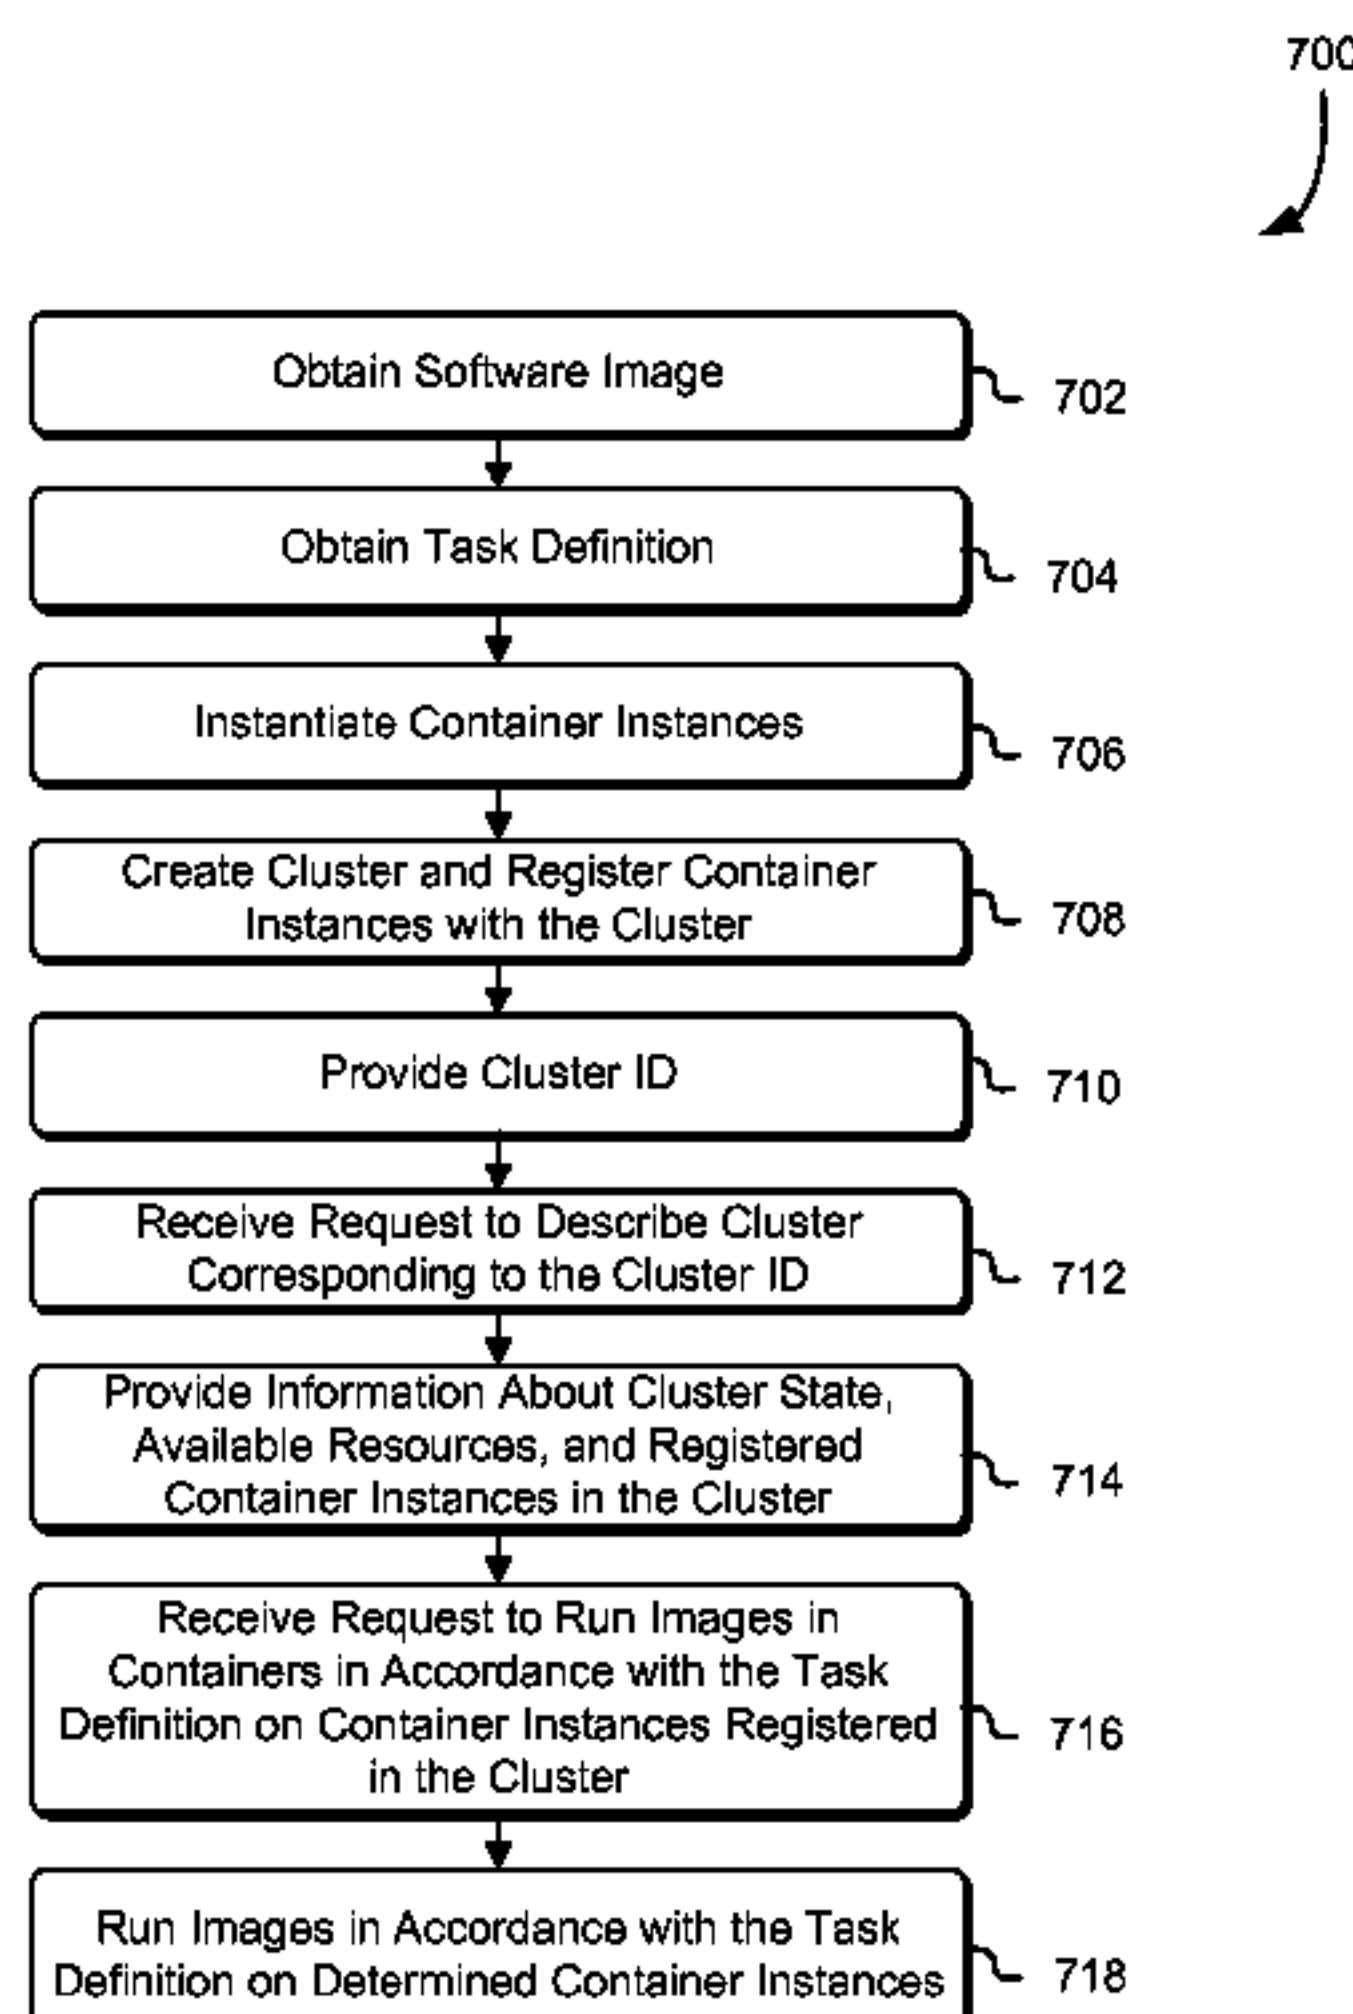 700
Obtain Software Image
702
Obtain Task Definition
704
Instantiate Container Instances
706
Create Cluster and Register Container
Instances with the Cluster
708
Provide Cluster ID
710
Receive Request to Describe Cluster
Corresponding to the Cluster ID
712
Provide Information About Cluster State,
Available Resources, and Registered
Container Instances in the Cluster
714
Receive Request to Run Images in
Containers in Accordance with the Task
Definition on Container Instances Registered
in the Cluster
716
Run Images in Accordance with the Task
Definition on Determined Container Instances
718